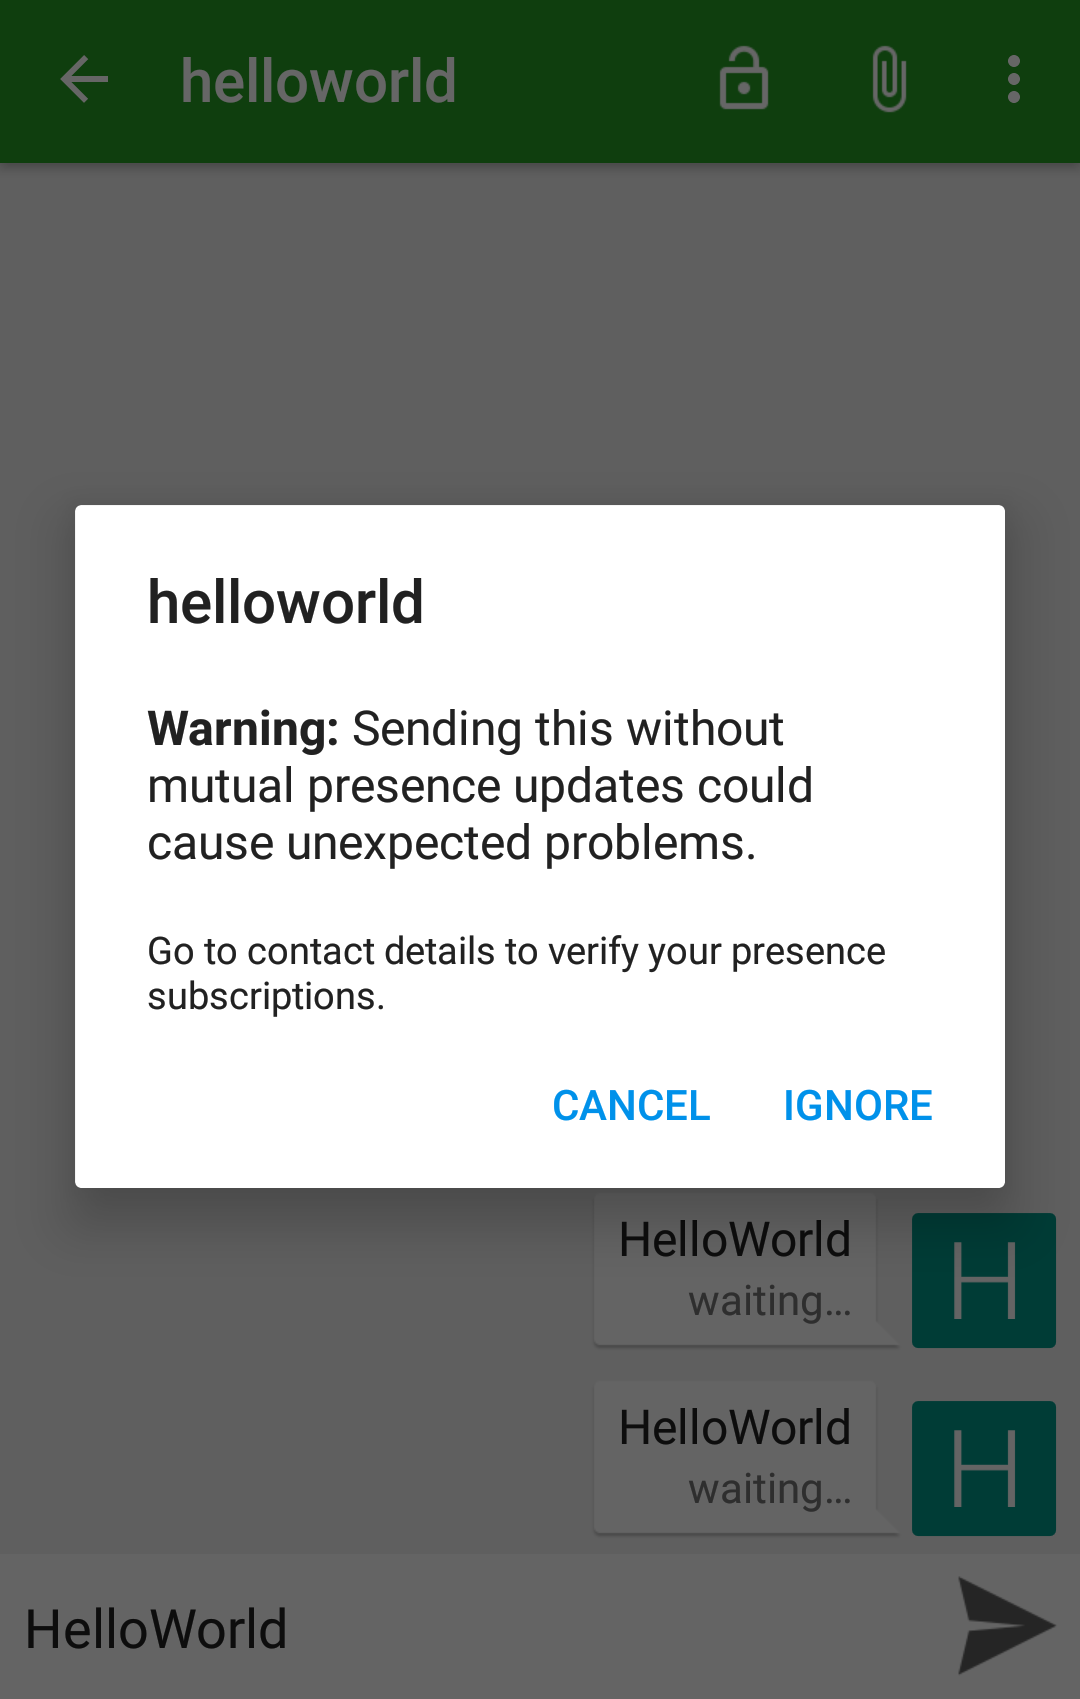 helloworld
helloworld
Warning: Sending this without
mutual presence updates could
cause unexpected problems.
Go to contact details to verify your presence
subscriptions.
CANCEL IGNORE
HelloWorld
waiting…
H
HelloWorld
waiting…
H
HelloWorld